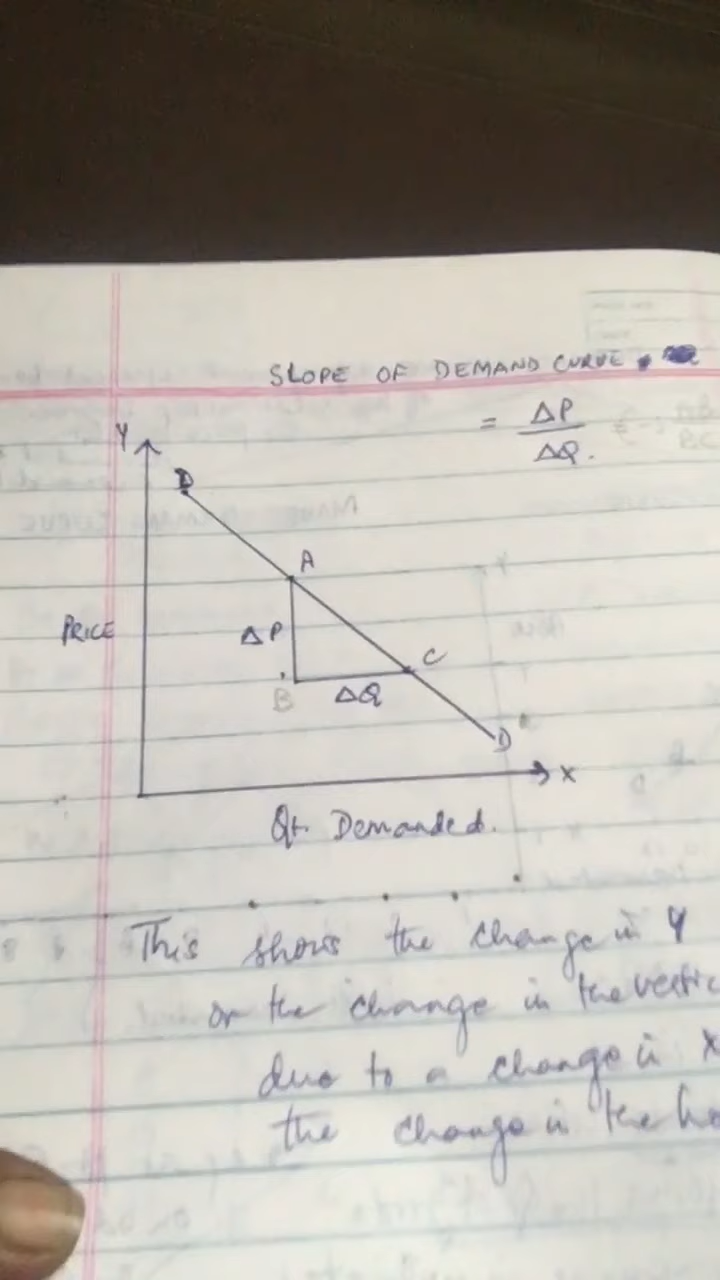 SLOPE OF DEMAND CURVE
= ΔP
ΔQ.
Y
D
A
PRICE
ΔP
C
B
ΔQ
D
X
Qt. Demanded.
This shows the change in Y
or the change in the vertic
due to a change in X
the change in the ho